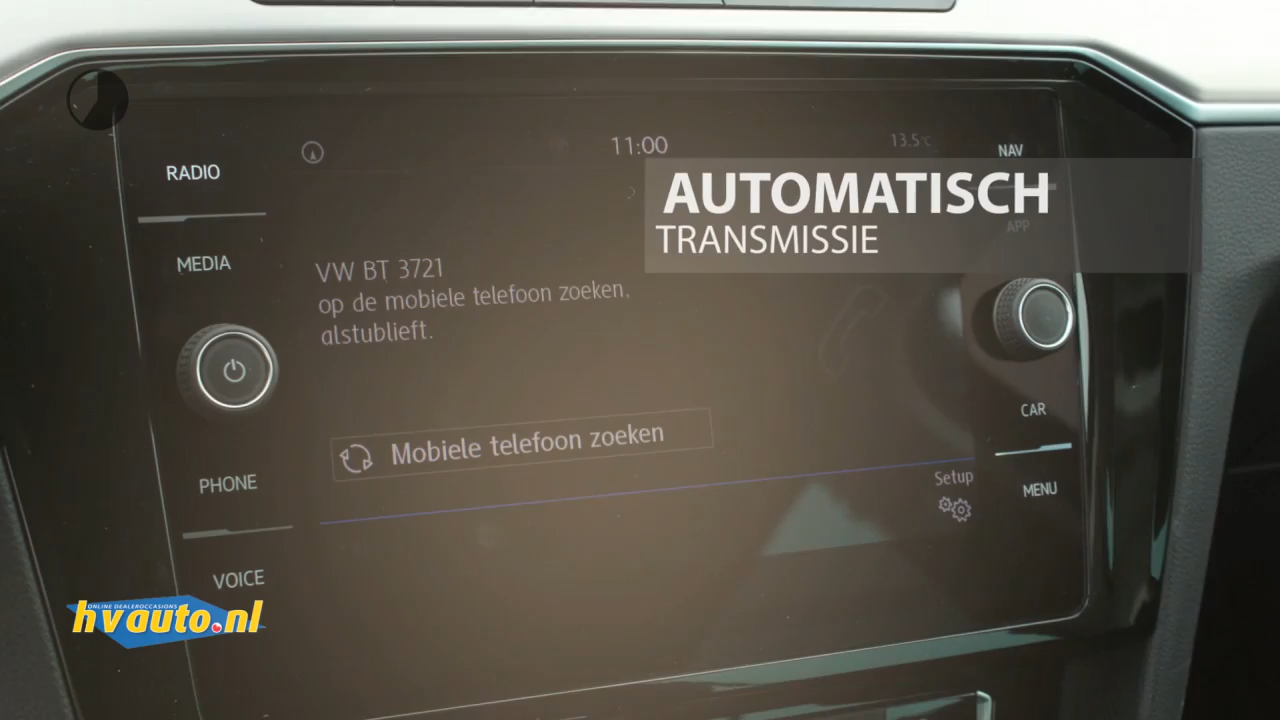 11:00
13.5°C
NAV
RADIO
AUTOMATISCH
APP
TRANSMISSIE
MEDIA
VW BT 3721
op de mobiele telefoon zoeken,
alstublieft.
CAR
Mobiele telefoon zoeken
PHONE
Setup
MENU
VOICE
ONLINE DEALEROCCASIONS
hvauto.nl